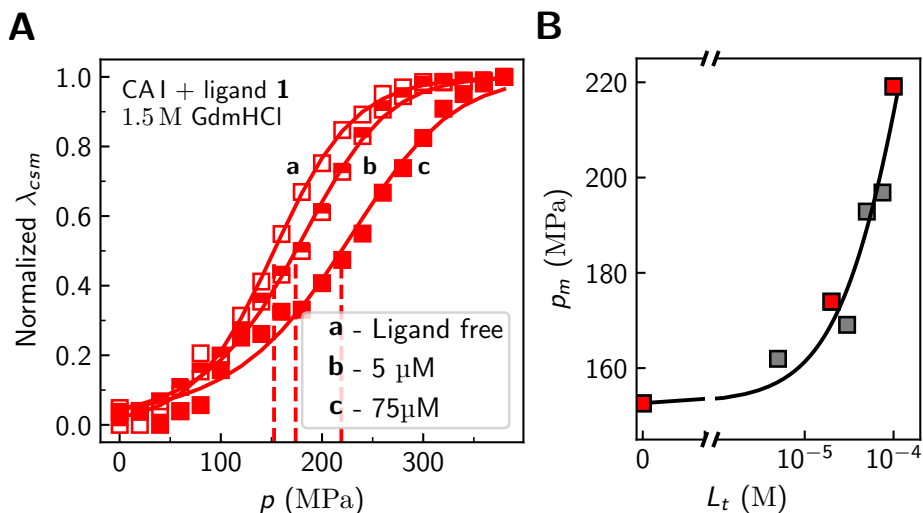 A
CA I + ligand 1
1.5 M GdmHCl
a
b
c
a - Ligand free
b - 5 µM
c - 75µM
Normalized λcsm
1.0
0.8
0.6
0.4
0.2
0.0
0
100
200
300
400
p (MPa)
B
pm (MPa)
220
200
180
160
0
10⁻⁵
10⁻⁴
Lt (M)